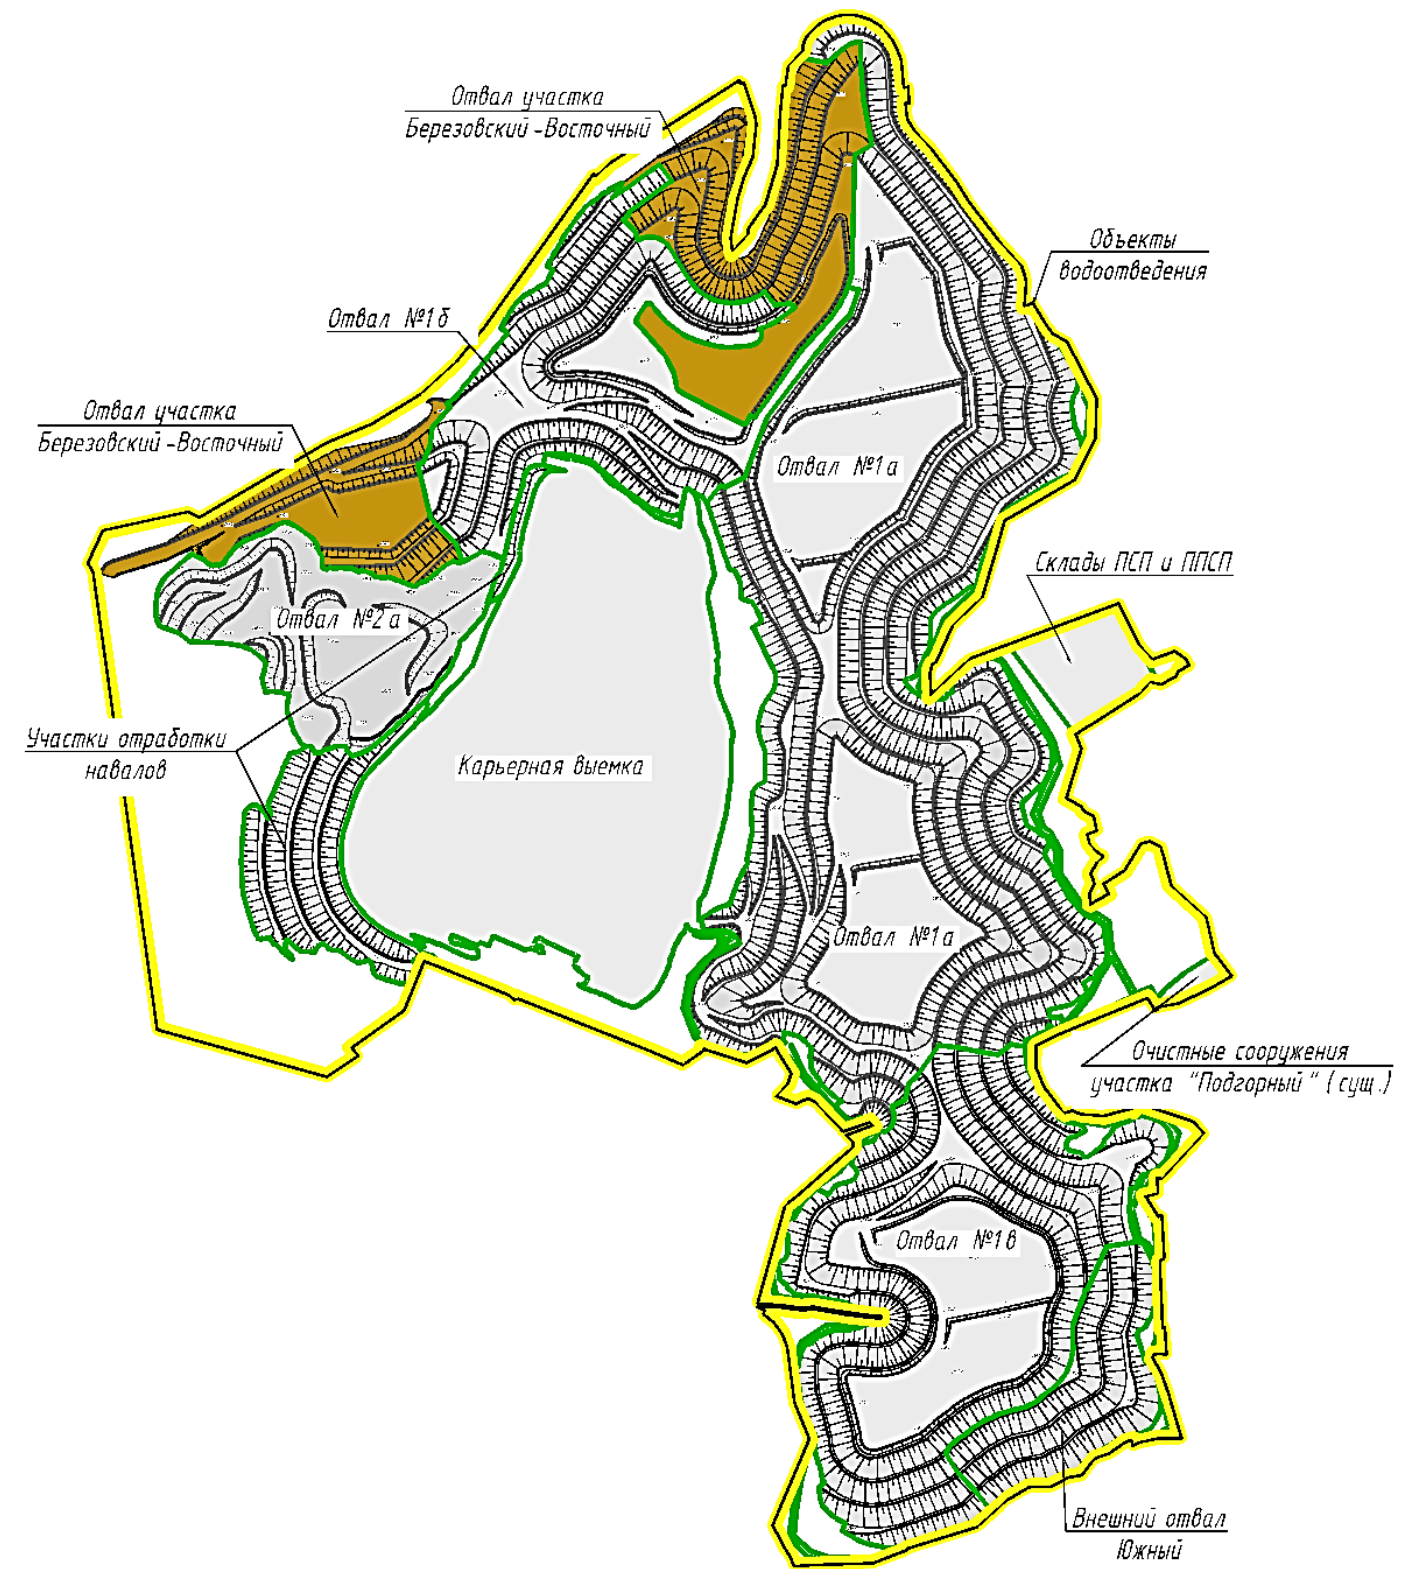 Отвал участка
Березовский-Восточный
Объекты
водоотведения
Отвал №1б
Отвал участка
Березовский-Восточный
Отвал №1а
Склады ПСП и ППСП
Отвал №2а
Участки отработки
навалов
Карьерная выемка
Отвал №1а
Очистные сооружения
участка "Подгорный" (сущ.)
Отвал №1в
Внешний отвал
Южный